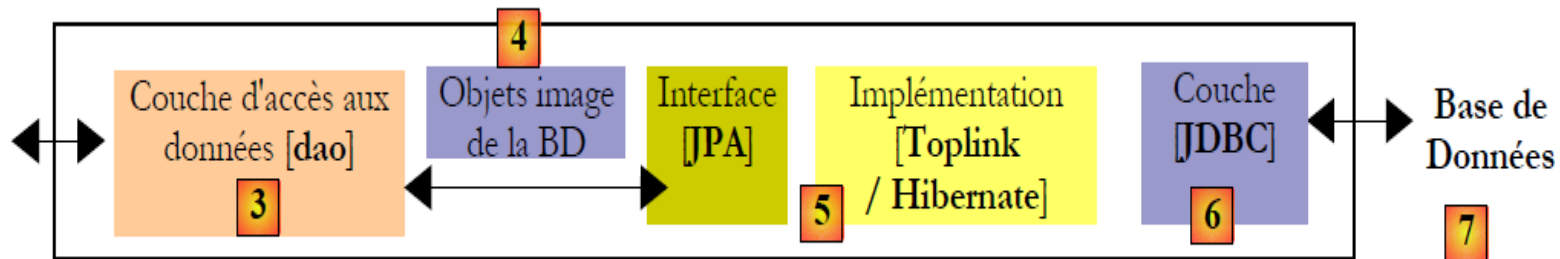 4
Couche d'accès aux
données [dao]
3
Objets image
de la BD
Interface
[JPA]
Implémentation
[Toplink
/ Hibernate]
5
Couche
[JDBC]
6
Base de
Données
7